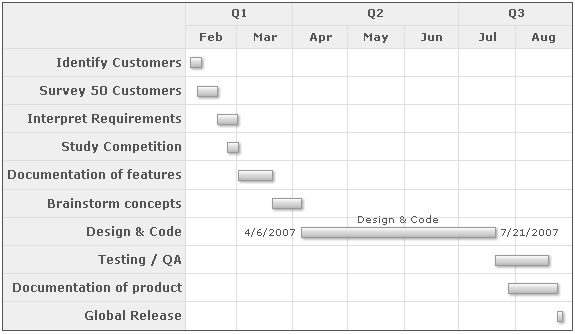 Q1 Q2 Q3
Feb Mar Apr May Jun Jul Aug
Identify Customers
Survey 50 Customers
Interpret Requirements
Study Competition
Documentation of features
Brainstorm concepts
Design & Code
Design & Code 4/6/2007 7/21/2007
Testing / QA
Documentation of product
Global Release